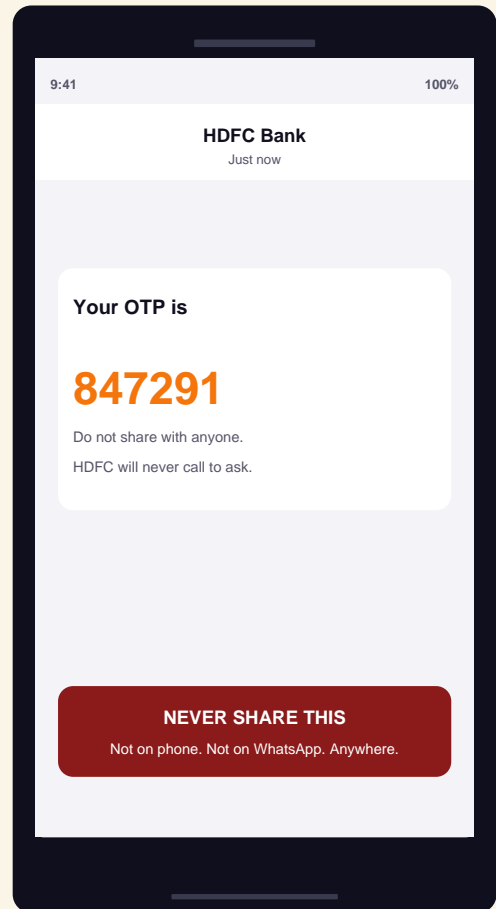 9:41 100%
HDFC Bank
Just now
Your OTP is
847291
Do not share with anyone.
HDFC will never call to ask.
NEVER SHARE THIS
Not on phone. Not on WhatsApp. Anywhere.